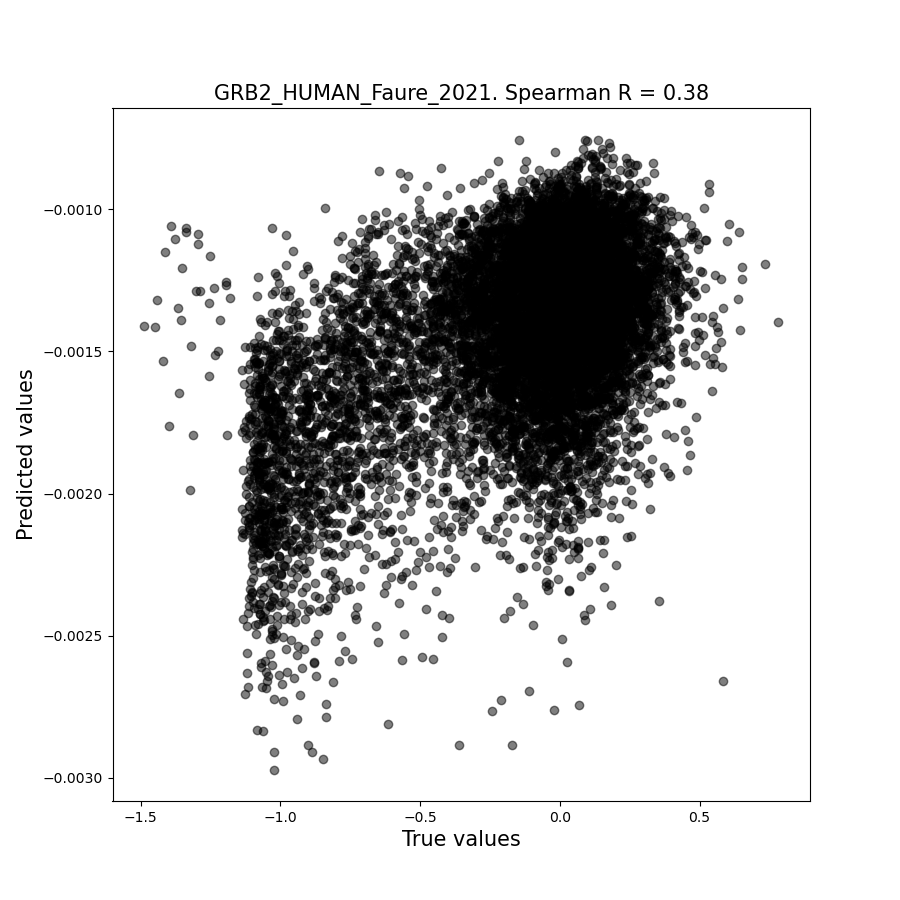 GRB2_HUMAN_Faure_2021. Spearman R = 0.38
Predicted values
−0.0010
−0.0015
−0.0020
−0.0025
−0.0030
−1.5 −1.0 −0.5 0.0 0.5
True values